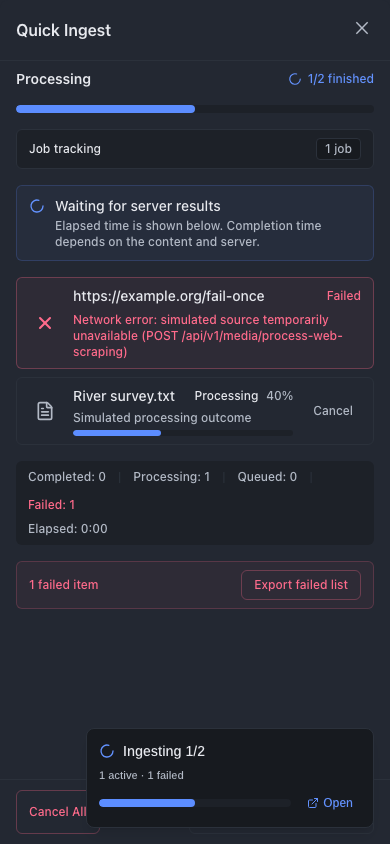 Quick Ingest
Processing
1/2 finished
Job tracking
1 job
Waiting for server results
Elapsed time is shown below. Completion time
depends on the content and server.
https://example.org/fail-once
Failed
Network error: simulated source temporarily
unavailable (POST /api/v1/media/process-web-
scraping)
River survey.txt
Processing 40%
Simulated processing outcome
Cancel
Completed: 0
Processing: 1
Queued: 0
Failed: 1
Elapsed: 0:00
1 failed item
Export failed list
Ingesting 1/2
1 active · 1 failed
Open
Cancel All